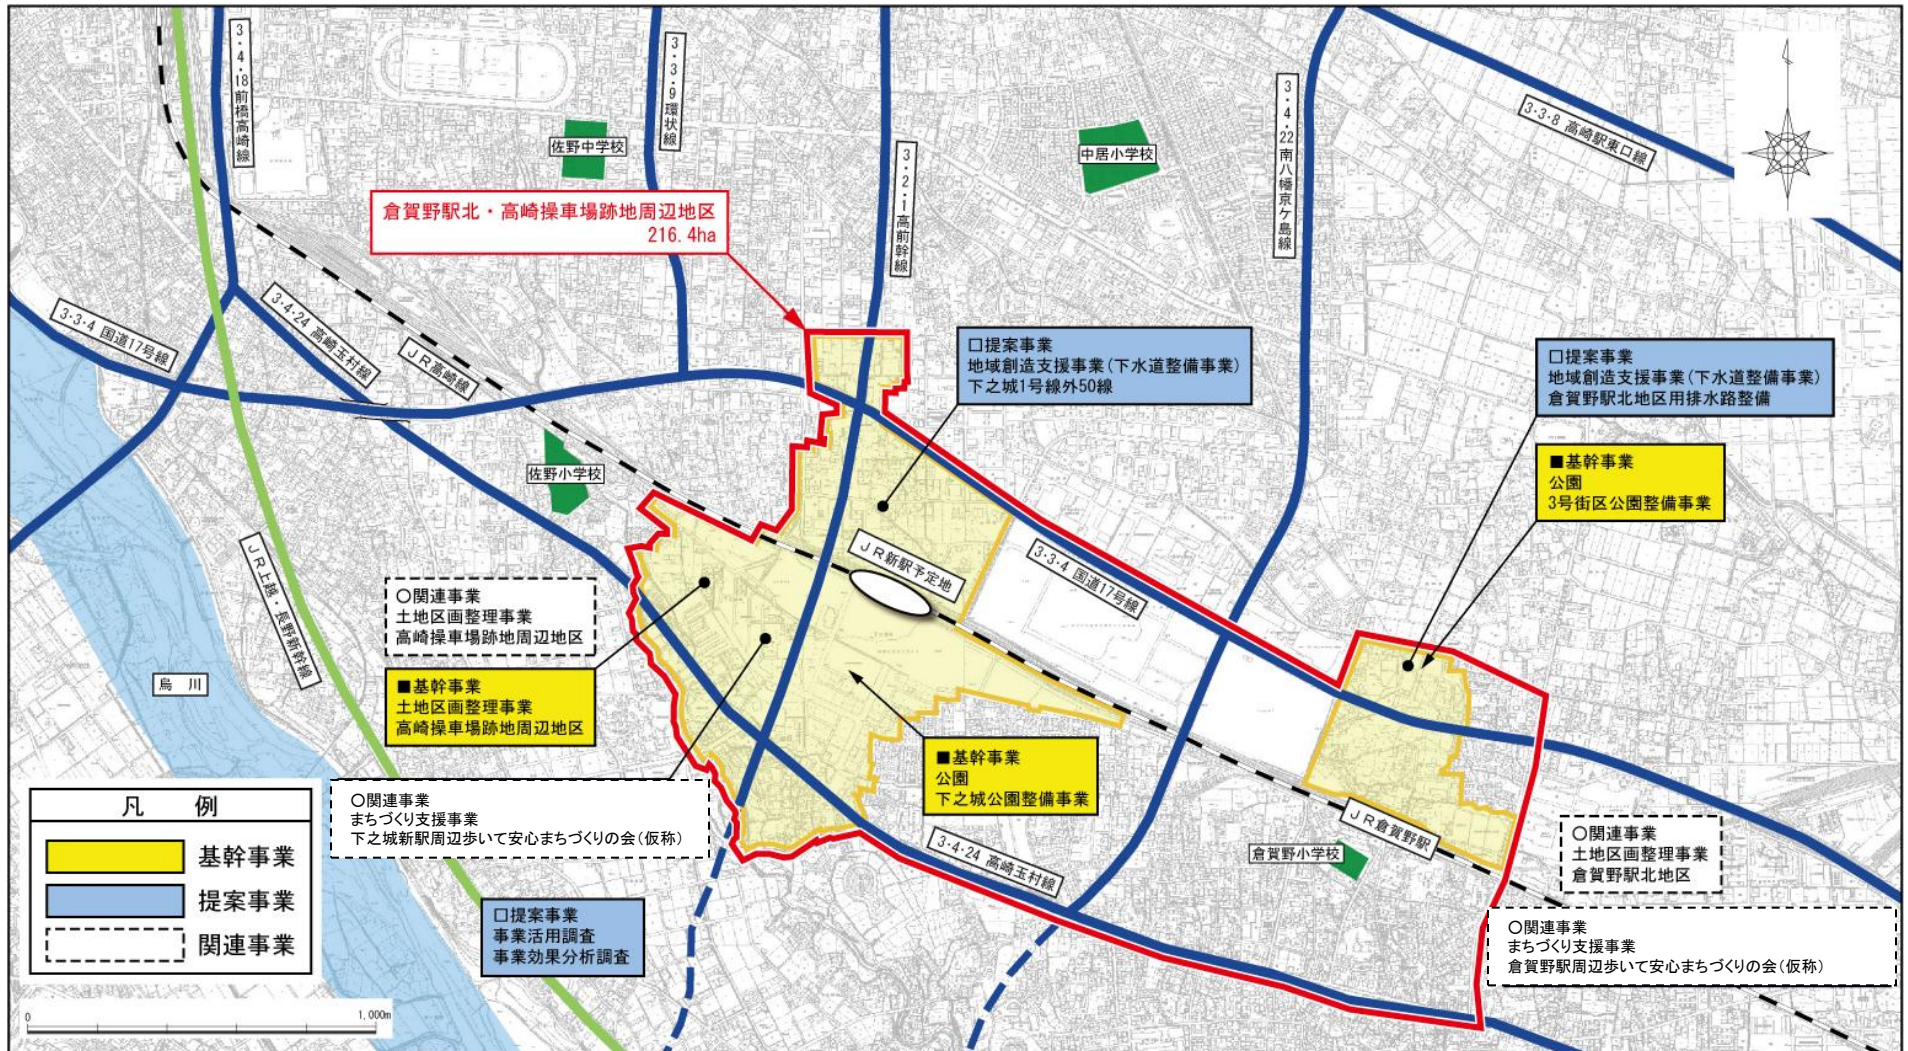 3・4・18 前橋高崎線
3・3・9 環状線
3・2・1 高前幹線
3・4・22 南八幡京ケ島線
3・3・8 高崎駅東口線
佐野中学校
中居小学校
倉賀野駅北・高崎操車場跡地周辺地区
216.4ha
3・3・4 国道17号線
3・4・24 高崎玉村線
JR高崎線
□提案事業
地域創造支援事業(下水道整備事業)
下之城1号線外50線
□提案事業
地域創造支援事業(下水道整備事業)
倉賀野駅北地区用排水路整備
■基幹事業
公園
3号街区公園整備事業
佐野小学校
JR新駅予定地
3・3・4 国道17号線
JR上越・長野新幹線
○関連事業
土地区画整理事業
高崎操車場跡地周辺地区
烏川
■基幹事業
土地区画整理事業
高崎操車場跡地周辺地区
■基幹事業
公園
下之城公園整備事業
○関連事業
まちづくり支援事業
下之城新駅周辺歩いて安心まちづくりの会(仮称)
JR倉賀野駅
倉賀野小学校
3・4・24 高崎玉村線
○関連事業
土地区画整理事業
倉賀野駅北地区
□提案事業
事業活用調査
事業効果分析調査
○関連事業
まちづくり支援事業
倉賀野駅周辺歩いて安心まちづくりの会(仮称)
凡例
基幹事業
提案事業
関連事業
0
1,000m